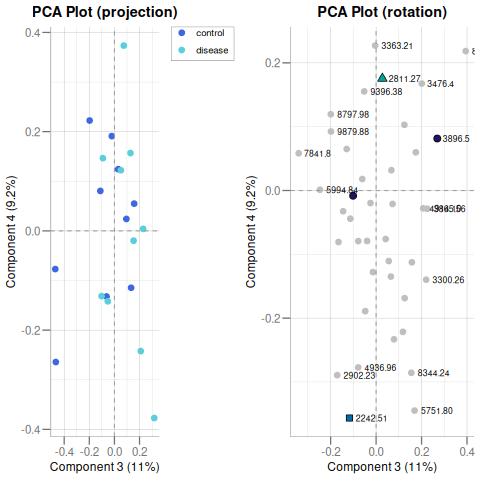 PCA Plot (projection)
control
disease
0.4
0.2
0.0
-0.2
-0.4
-0.4 -0.2 0.0 0.2
Component 3 (11%)
Component 4 (9.2%)
PCA Plot (rotation)
3363.21
2811.27
3476.4
9396.38
8797.98
9879.88
3896.5
7841.8
5994.84
3300.26
4936.96
2902.23
8344.24
5751.80
2242.51
0.2
0.0
-0.2
-0.2 0.0 0.2 0.4
Component 3 (11%)
Component 4 (9.2%)